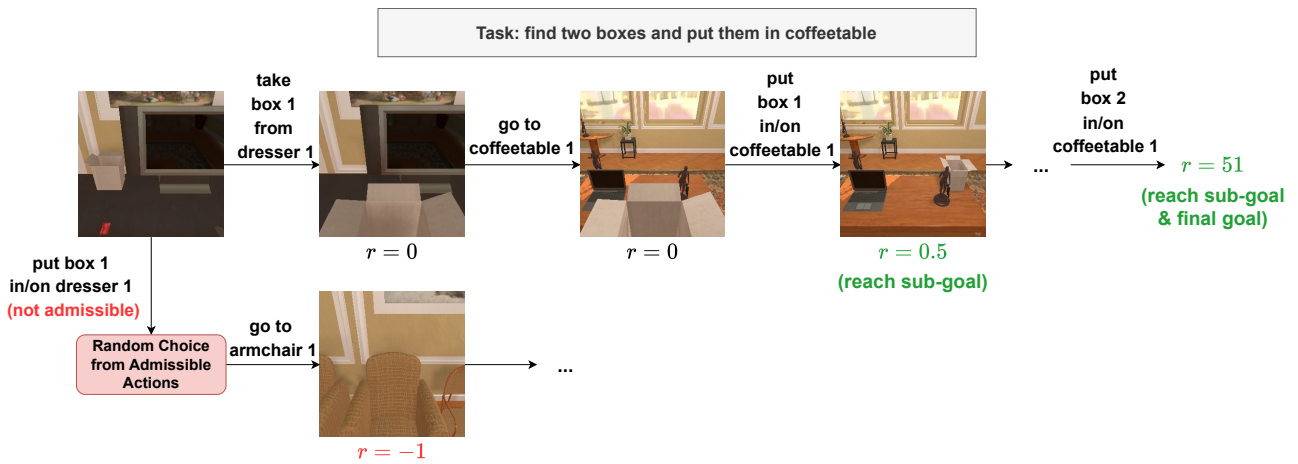 Task: find two boxes and put them in coffeetable
take
box 1
from
dresser 1
go to
coffeetable 1
put
box 1
in/on
coffeetable 1
put
box 2
in/on
coffeetable 1
...
r = 0
r = 0
r = 0.5
(reach sub-goal)
r = 51
(reach sub-goal
& final goal)
put box 1
in/on dresser 1
(not admissible)
Random Choice
from Admissible
Actions
go to
armchair 1
...
r = −1